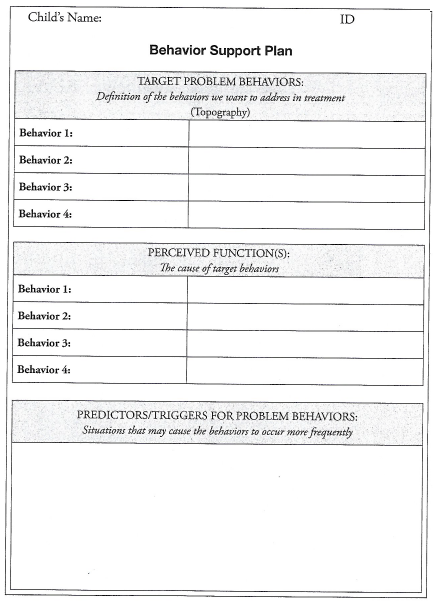 Child's Name: ID
Behavior Support Plan
TARGET PROBLEM BEHAVIORS:
Definition of the behaviors we want to address in treatment
(Topography)
Behavior 1:
Behavior 2:
Behavior 3:
Behavior 4:
PERCEIVED FUNCTION(S):
The cause of target behaviors
Behavior 1:
Behavior 2:
Behavior 3:
Behavior 4:
PREDICTORS/TRIGGERS FOR PROBLEM BEHAVIORS:
Situations that may cause the behaviors to occur more frequently